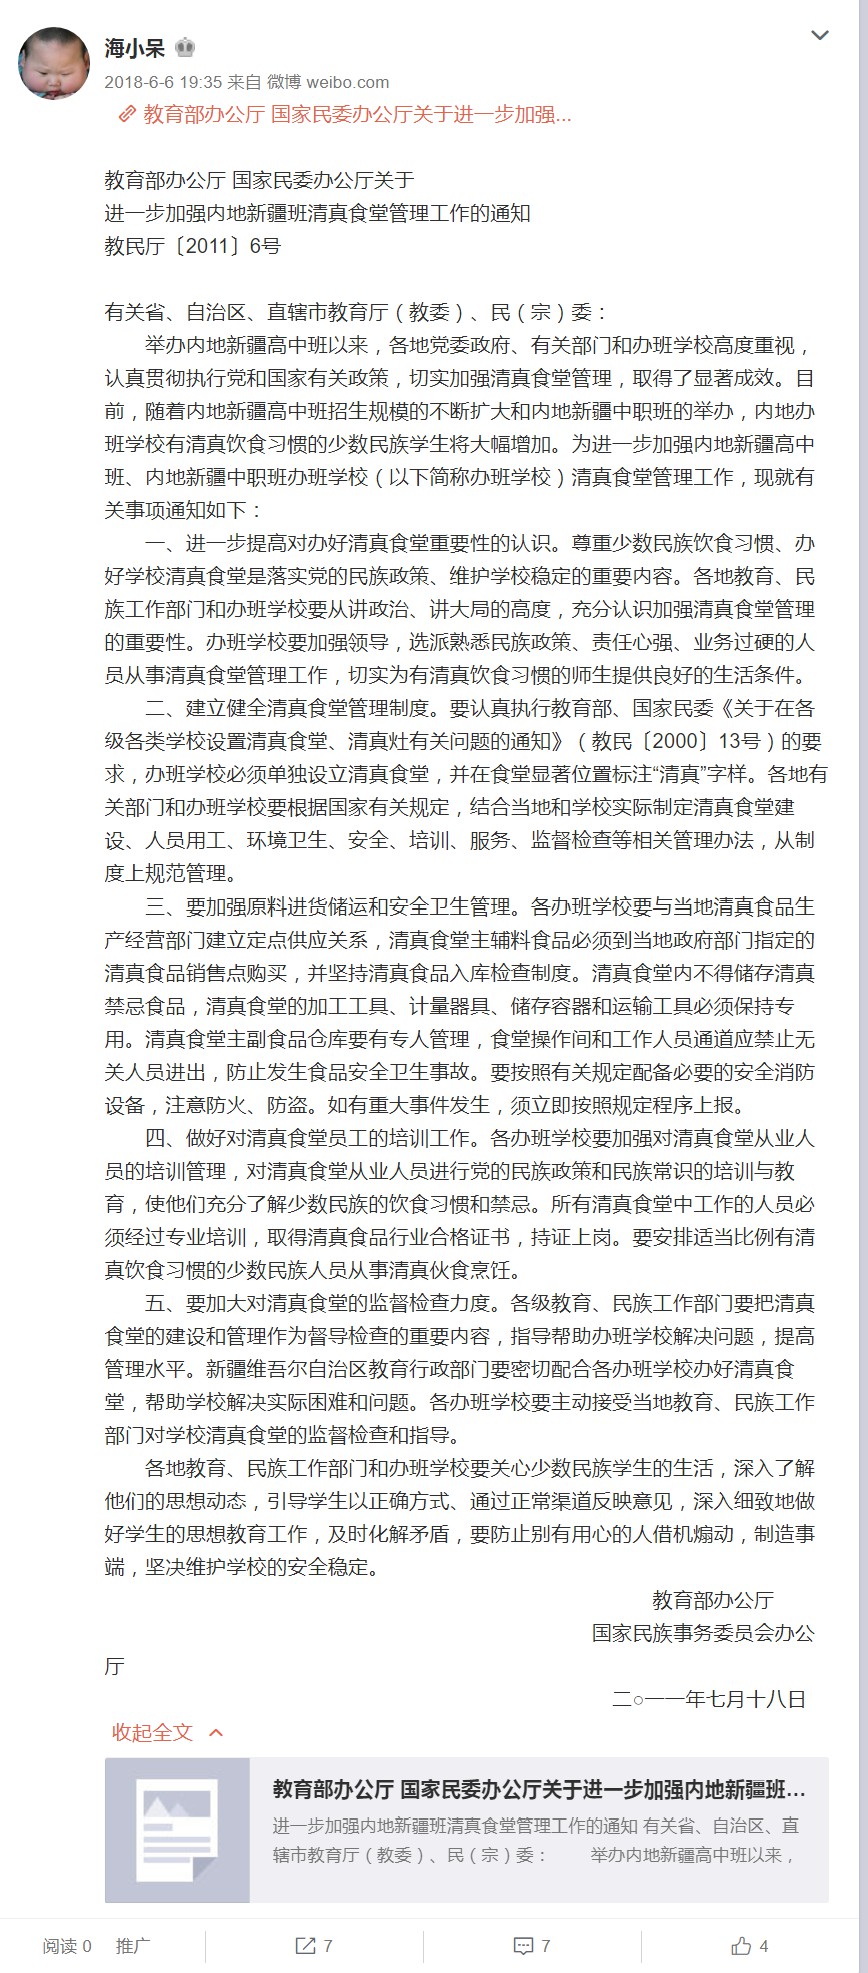 海小呆
2018-6-6 19:35 来自 微博 weibo.com
教育部办公厅 国家民委办公厅关于进一步加强...
教育部办公厅 国家民委办公厅关于
进一步加强内地新疆班清真食堂管理工作的通知
教民厅〔2011〕6号
有关省、自治区、直辖市教育厅（教委）、民（宗）委：
举办内地新疆高中班以来，各地党委政府、有关部门和办班学校高度重视，
认真贯彻执行党和国家有关政策，切实加强清真食堂管理，取得了显著成效。目
前，随着内地新疆高中班招生规模的不断扩大和内地新疆中职班的举办，内地办
班学校有清真饮食习惯的少数民族学生将大幅增加。为进一步加强内地新疆高中
班、内地新疆中职班办班学校（以下简称办班学校）清真食堂管理工作，现就有
关事项通知如下：
一、进一步提高对办好清真食堂重要性的认识。尊重少数民族饮食习惯、办
好学校清真食堂是落实党的民族政策、维护学校稳定的重要内容。各地教育、民
族工作部门和办班学校要从讲政治、讲大局的高度，充分认识加强清真食堂管理
的重要性。办班学校要加强领导，选派熟悉民族政策、责任心强、业务过硬的人
员从事清真食堂管理工作，切实为有清真饮食习惯的师生提供良好的生活条件。
二、建立健全清真食堂管理制度。要认真执行教育部、国家民委《关于在各
级各类学校设置清真食堂、清真灶有关问题的通知》（教民〔2000〕13号）的要
求，办班学校必须单独设立清真食堂，并在食堂显著位置标注“清真”字样。各地有
关部门和办班学校要根据国家有关规定，结合当地和学校实际制定清真食堂建
设、人员用工、环境卫生、安全、培训、服务、监督检查等相关管理办法，从制
度上规范管理。
三、要加强原料进货储运和安全卫生管理。各办班学校要与当地清真食品生
产经营部门建立定点供应关系，清真食堂主辅料食品必须到当地政府部门指定的
清真食品销售点购买，并坚持清真食品入库检查制度。清真食堂内不得储存清真
禁忌食品，清真食堂的加工工具、计量器具、储存容器和运输工具必须保持专
用。清真食堂主副食品仓库要有专人管理，食堂操作间和工作人员通道应禁止无
关人员进出，防止发生食品安全卫生事故。要按照有关规定配备必要的安全消防
设备，注意防火、防盗。如有重大事件发生，须立即按照规定程序上报。
四、做好对清真食堂员工的培训工作。各办班学校要加强对清真食堂从业人
员的培训管理，对清真食堂从业人员进行党的民族政策和民族常识的培训与教
育，使他们充分了解少数民族的饮食习惯和禁忌。所有清真食堂中工作的人员必
须经过专业培训，取得清真食品行业合格证书，持证上岗。要安排适当比例有清
真饮食习惯的少数民族人员从事清真伙食烹饪。
五、要加大对清真食堂的监督检查力度。各级教育、民族工作部门要把清真
食堂的建设和管理作为督导检查的重要内容，指导帮助办班学校解决问题，提高
管理水平。新疆维吾尔自治区教育行政部门要密切配合各办班学校办好清真食
堂，帮助学校解决实际困难和问题。各办班学校要主动接受当地教育、民族工作
部门对学校清真食堂的监督检查和指导。
各地教育、民族工作部门和办班学校要关心少数民族学生的生活，深入了解
他们的思想动态，引导学生以正确方式、通过正常渠道反映意见，深入细致地做
好学生的思想教育工作，及时化解矛盾，要防止别有用心的人借机煽动，制造事
端，坚决维护学校的安全稳定。
教育部办公厅
国家民族事务委员会办公
厅
二○一一年七月十八日
收起全文
教育部办公厅 国家民委办公厅关于进一步加强内地新疆班...
进一步加强内地新疆班清真食堂管理工作的通知 有关省、自治区、直
辖市教育厅（教委）、民（宗）委： 举办内地新疆高中班以来，
阅读 0 推广 7 7 4